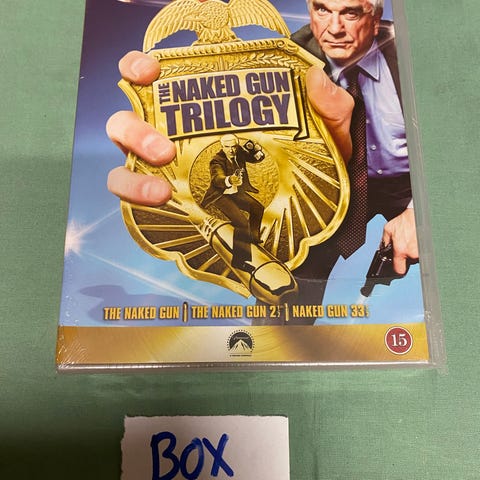 THE NAKED GUN
TRILOGY
THE NAKED GUN | THE NAKED GUN 2½ | NAKED GUN 33⅓
15
BOX